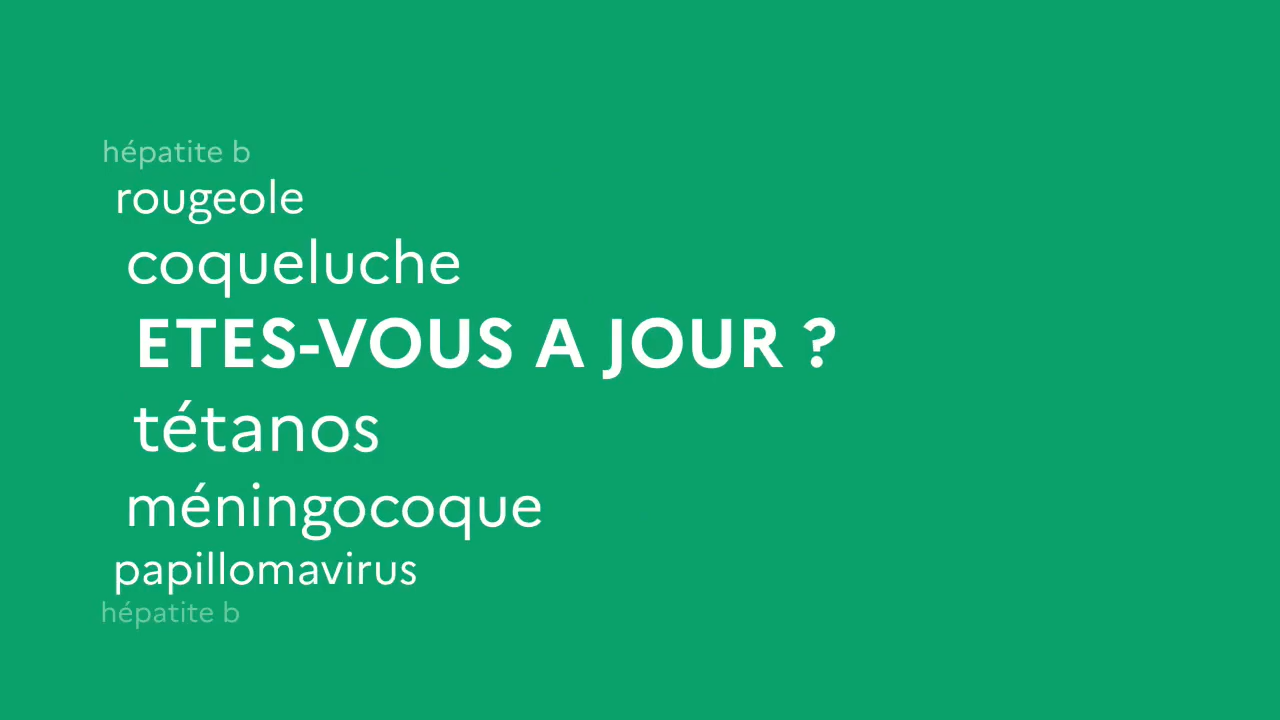 hépatite b
rougeole
coqueluche
ETES-VOUS A JOUR ?
tétanos
méningocoque
papillomavirus
hépatite b